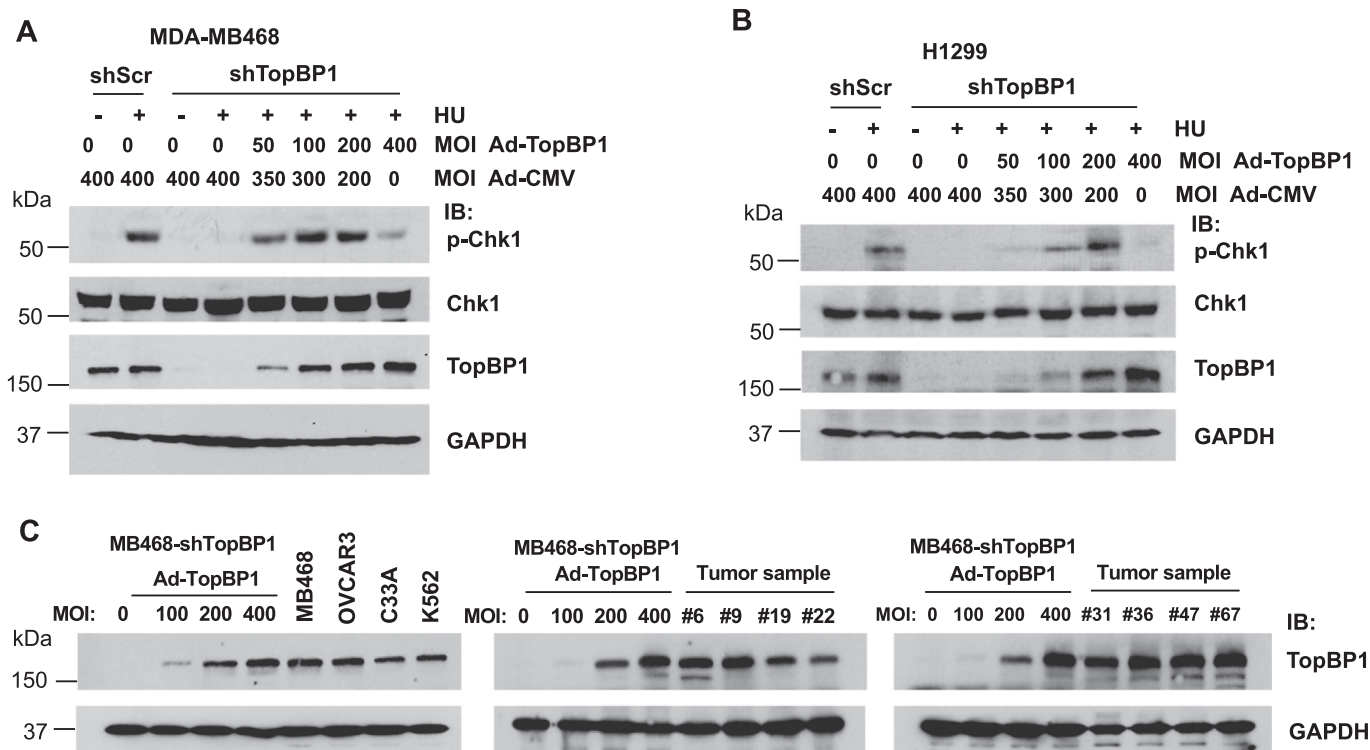 A
MDA-MB468
shScr shTopBP1
- + - + + + + + HU
0 0 0 0 50 100 200 400 MOI Ad-TopBP1
400 400 400 400 350 300 200 0 MOI Ad-CMV
kDa IB:
50 p-Chk1
50 Chk1
150 TopBP1
37 GAPDH
B
H1299
shScr shTopBP1
- + - + + + + + HU
0 0 0 0 50 100 200 400 MOI Ad-TopBP1
400 400 400 400 350 300 200 0 MOI Ad-CMV
kDa IB:
50 p-Chk1
50 Chk1
150 TopBP1
37 GAPDH
C
MB468-shTopBP1
Ad-TopBP1 MB468 OVCAR3 C33A K562
MOI: 0 100 200 400
kDa
150
37
MB468-shTopBP1
Ad-TopBP1 Tumor sample
MOI: 0 100 200 400 #6 #9 #19 #22
MB468-shTopBP1
Ad-TopBP1 Tumor sample
MOI: 0 100 200 400 #31 #36 #47 #67 IB:
TopBP1
GAPDH